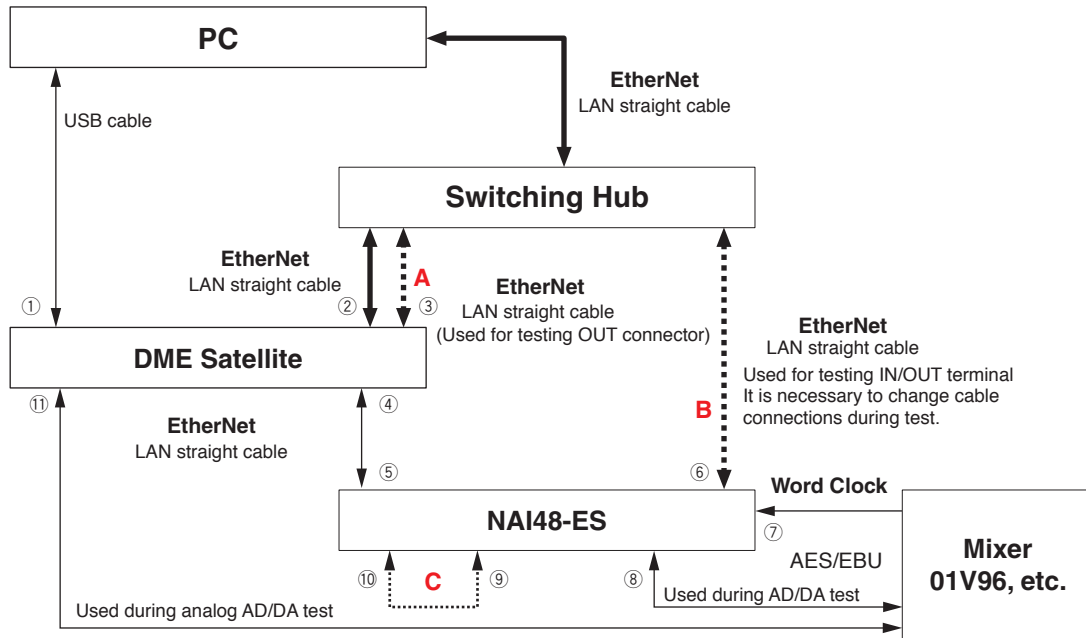 PC
EtherNet
LAN straight cable
USB cable
Switching Hub
EtherNet
LAN straight cable
A
① ② ③
EtherNet
LAN straight cable
(Used for testing OUT connector)
EtherNet
LAN straight cable
Used for testing IN/OUT terminal
It is necessary to change cable
connections during test.
DME Satellite
B
⑪ ④
EtherNet
LAN straight cable
⑤ ⑥
Word Clock
NAI48-ES
⑦
AES/EBU
Mixer
01V96, etc.
⑩ C ⑨ ⑧
Used during AD/DA test
Used during analog AD/DA test